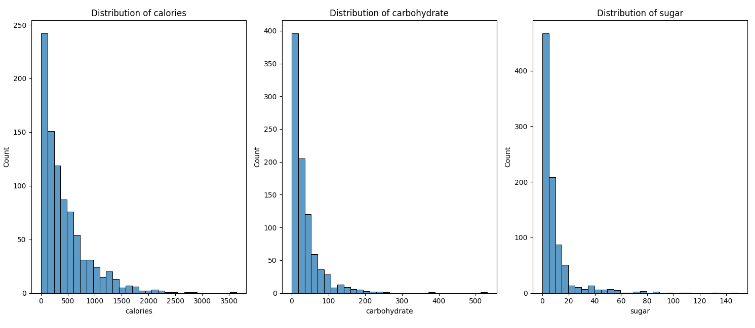 Distribution of calories
250
200
150
100
50
0
Count
0 500 1000 1500 2000 2500 3000 3500
calories
Distribution of carbohydrate
400
350
300
250
200
150
100
50
0
Count
0 100 200 300 400 500
carbohydrate
Distribution of sugar
400
300
200
100
0
Count
0 20 40 60 80 100 120 140
sugar